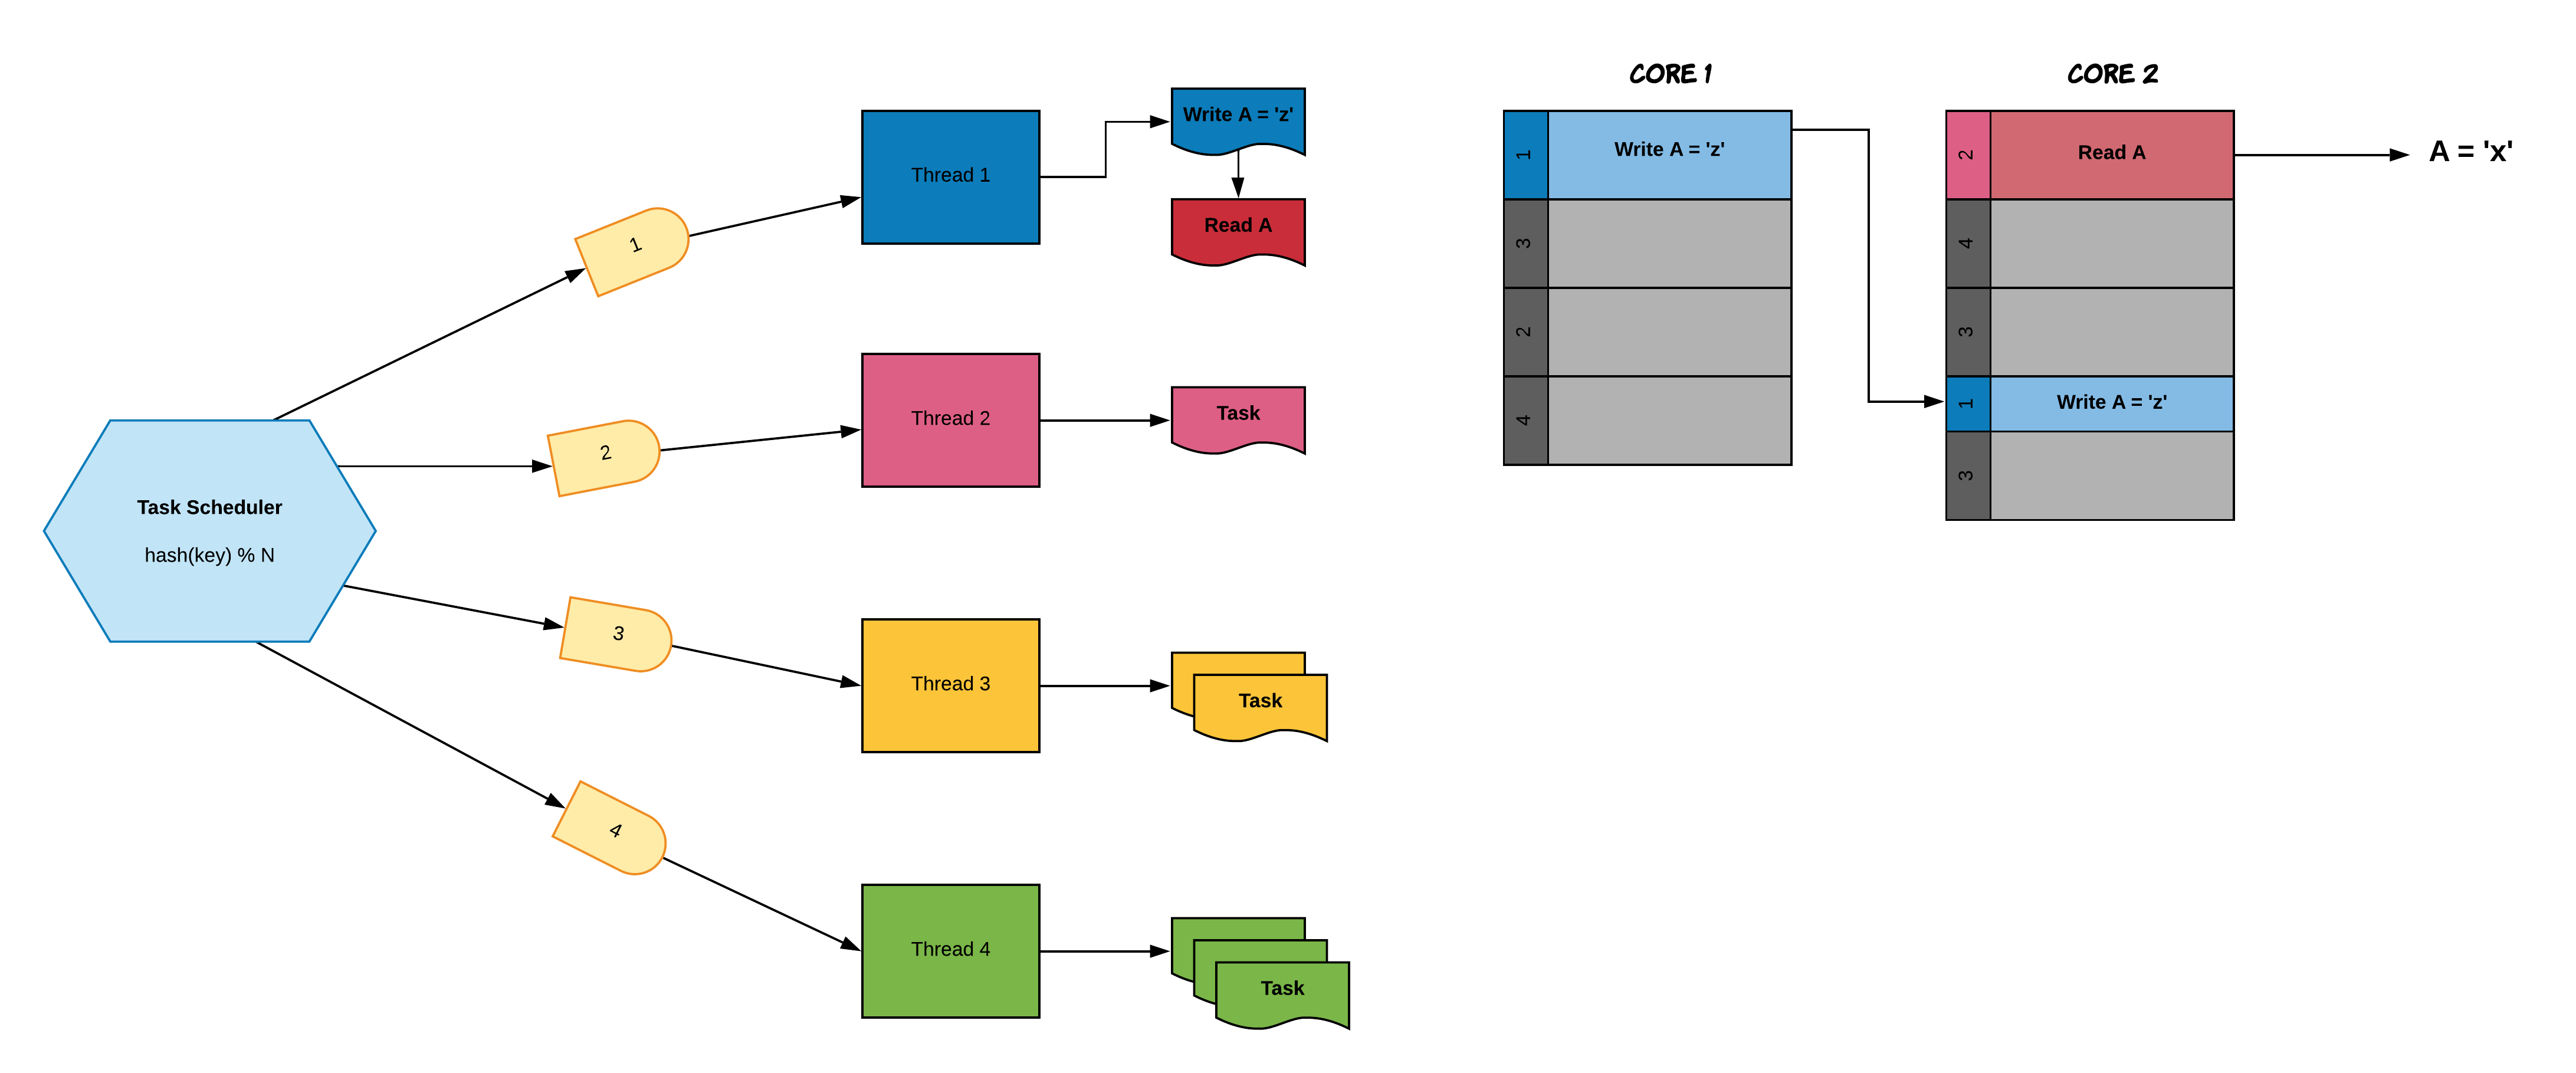 Task Scheduler
hash(key) % N
1
2
3
4
Thread 1
Write A = 'z'
Read A
Thread 2
Task
Thread 3
Task
Thread 4
Task
CORE 1
1
Write A = 'z'
3
2
4
CORE 2
2
Read A
4
3
1
Write A = 'z'
3
A = 'x'